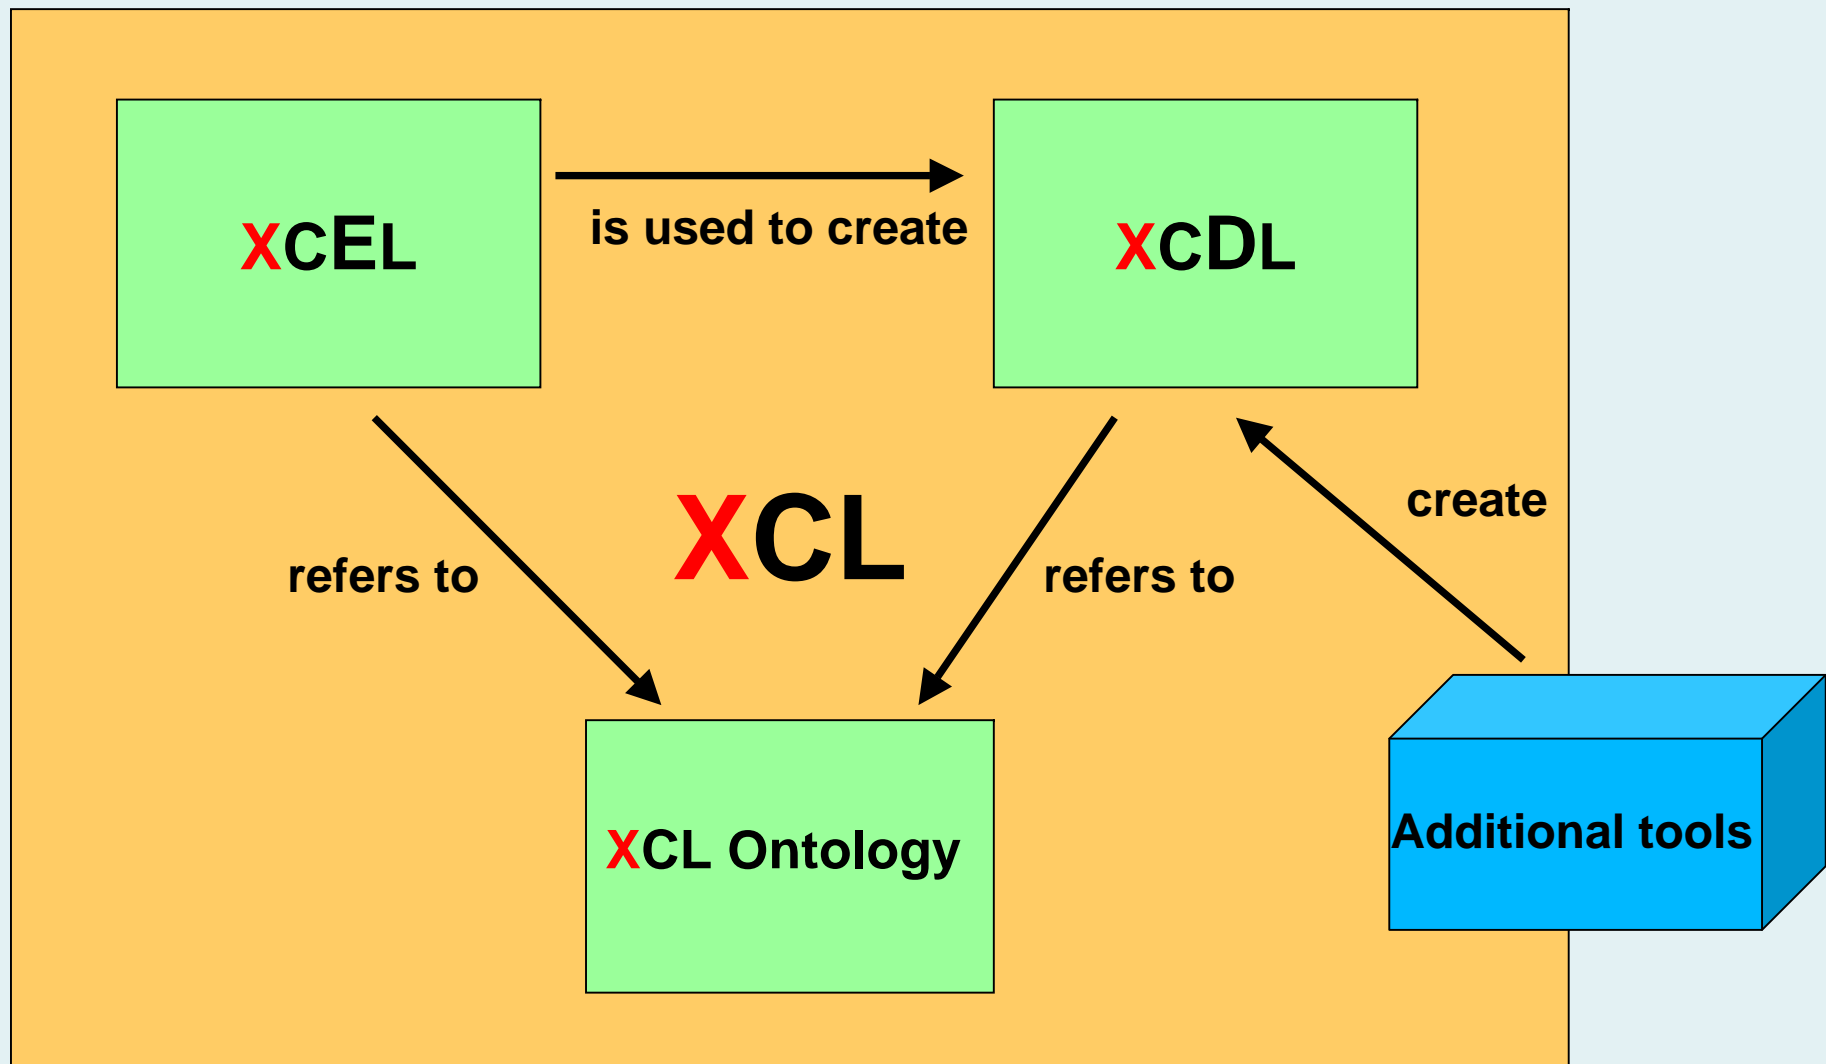 XCEL
is used to create
XCDL
XCL
create
refers to
refers to
XCL Ontology
Additional tools